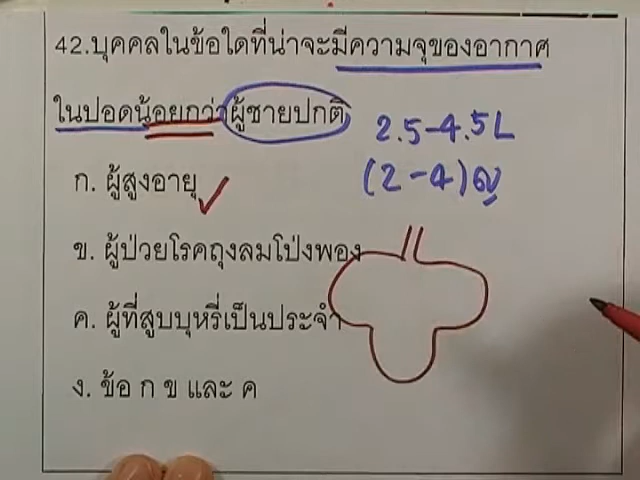 42.บุคคลในข้อใดที่น่าจะมีความจุของอากาศ
ในปอดน้อยกว่าผู้ชายปกติ
2.5-4.5L
(2-4)ญ
ก. ผู้สูงอายุ
ข. ผู้ป่วยโรคถุงลมโป่งพอง
ค. ผู้ที่สูบบุหรี่เป็นประจำ
ง. ข้อ ก ข และ ค